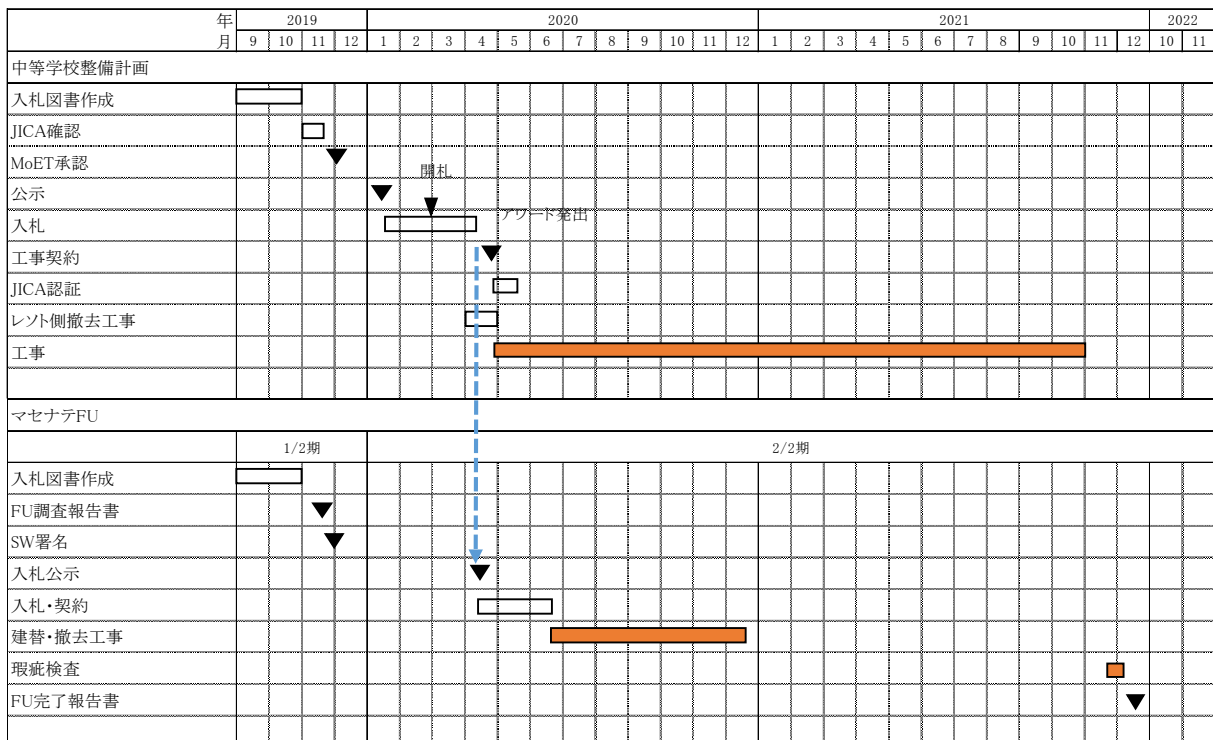 年 2019 2020 2021 2022
月 9 10 11 12 1 2 3 4 5 6 7 8 9 10 11 12 1 2 3 4 5 6 7 8 9 10 11 12 10 11
中等学校整備計画
入札図書作成
JICA確認
MoET承認
開札
公示
アワード発出
入札
工事契約
JICA認証
レソト側撤去工事
工事
マセナテFU
1/2期 2/2期
入札図書作成
FU調査報告書
SW署名
入札公示
入札・契約
建替・撤去工事
瑕疵検査
FU完了報告書